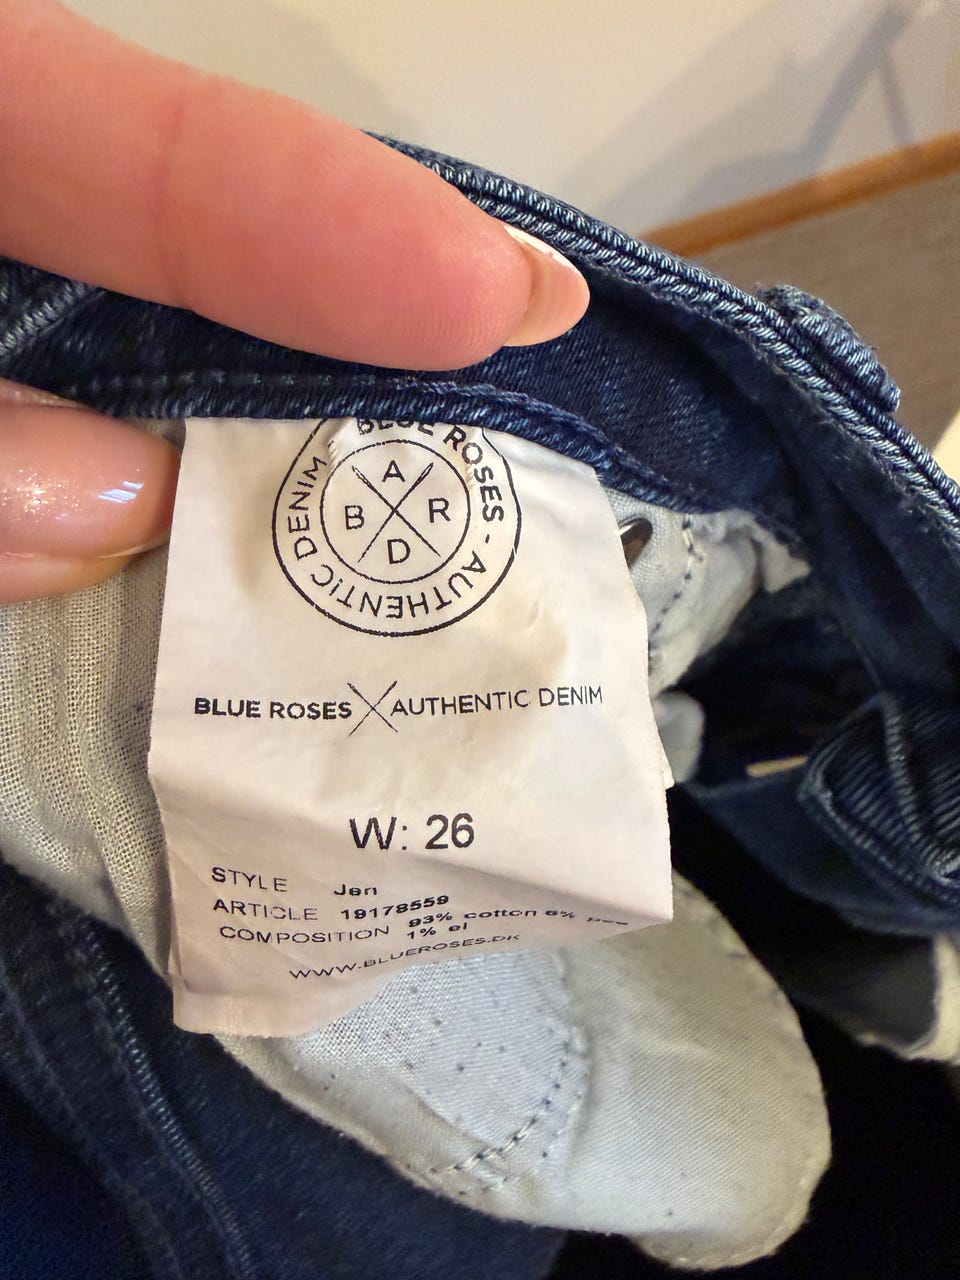 BLUE ROSES - AUTHENTIC DENIM -
A
B R
D
BLUE ROSES AUTHENTIC DENIM
W: 26
STYLE Jen
ARTICLE 19178559
COMPOSITION 93% cotton 6%
1% el
WWW.BLUEROSES.DK